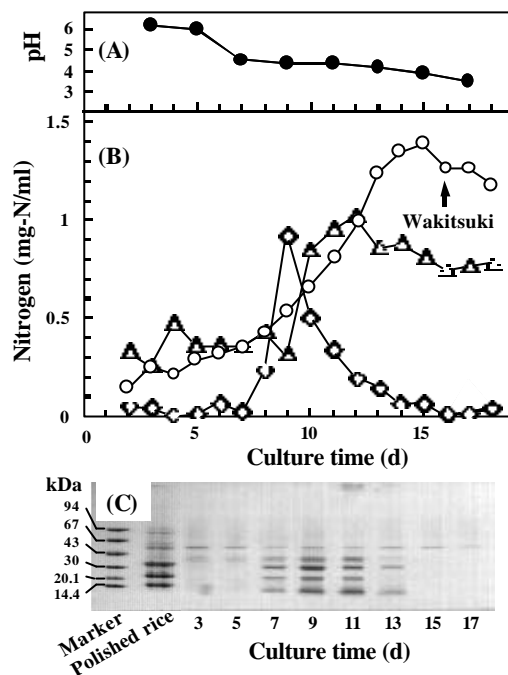 (A)
pH
6
5
4
3
(B)
Nitrogen (mg-N/ml)
1.5
1
0.5
0
Wakitsuki
0 5 10 15
Culture time (d)
(C)
kDa
94
67
43
30
20.1
14.4
Marker
Polished rice
3 5 7 9 11 13 15 17
Culture time (d)